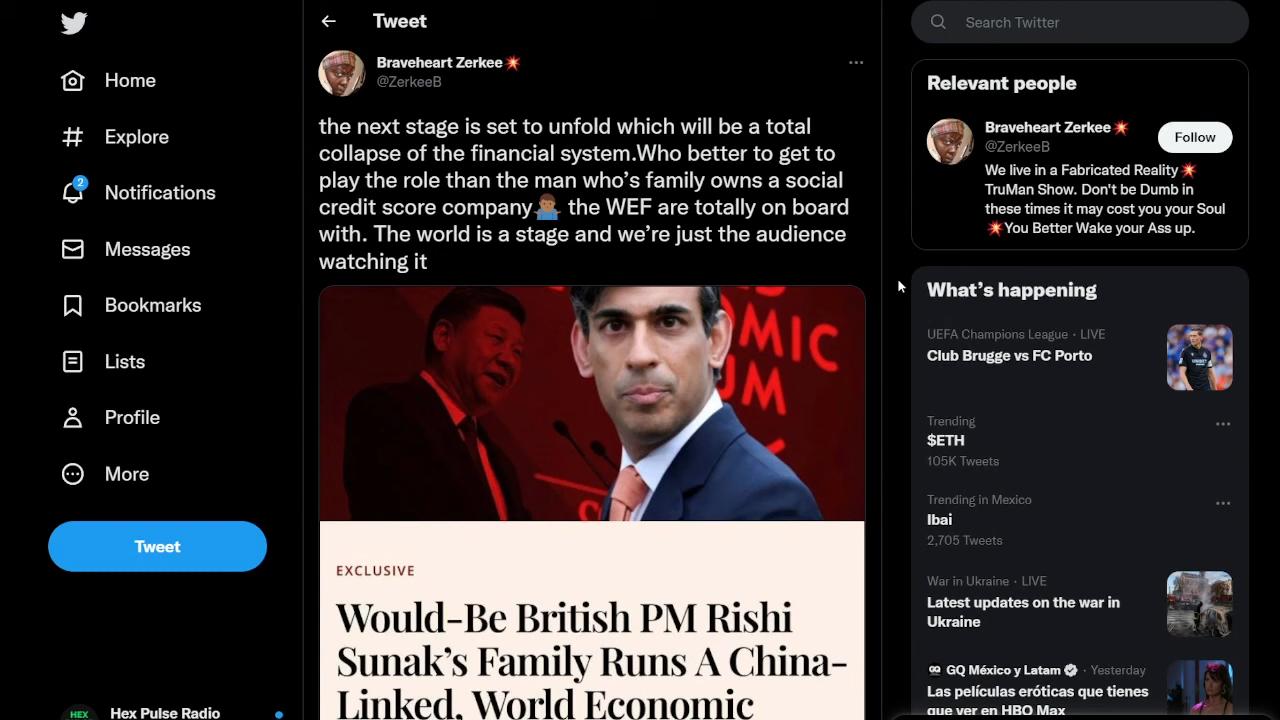 Home
Explore
2
Notifications
Messages
Bookmarks
Lists
Profile
More
Tweet
HEX
Hex Pulse Radio
Tweet
Braveheart Zerkee
@ZerkeeB
the next stage is set to unfold which will be a total
collapse of the financial system.Who better to get to
play the role than the man who’s family owns a social
credit score company the WEF are totally on board
with. The world is a stage and we’re just the audience
watching it
OMIC
UM
EXCLUSIVE
Would-Be British PM Rishi
Sunak’s Family Runs A China-
Linked, World Economic
Search Twitter
Relevant people
Braveheart Zerkee
@ZerkeeB
Follow
We live in a Fabricated Reality
TruMan Show. Don't be Dumb in
these times it may cost you your Soul
You Better Wake your Ass up.
What’s happening
UEFA Champions League · LIVE
Club Brugge vs FC Porto
Trending
$ETH
105K Tweets
Trending in Mexico
Ibai
2,705 Tweets
War in Ukraine · LIVE
Latest updates on the war in
Ukraine
GQ México y Latam · Yesterday
Las películas eróticas que tienes
que ver en HBO Max